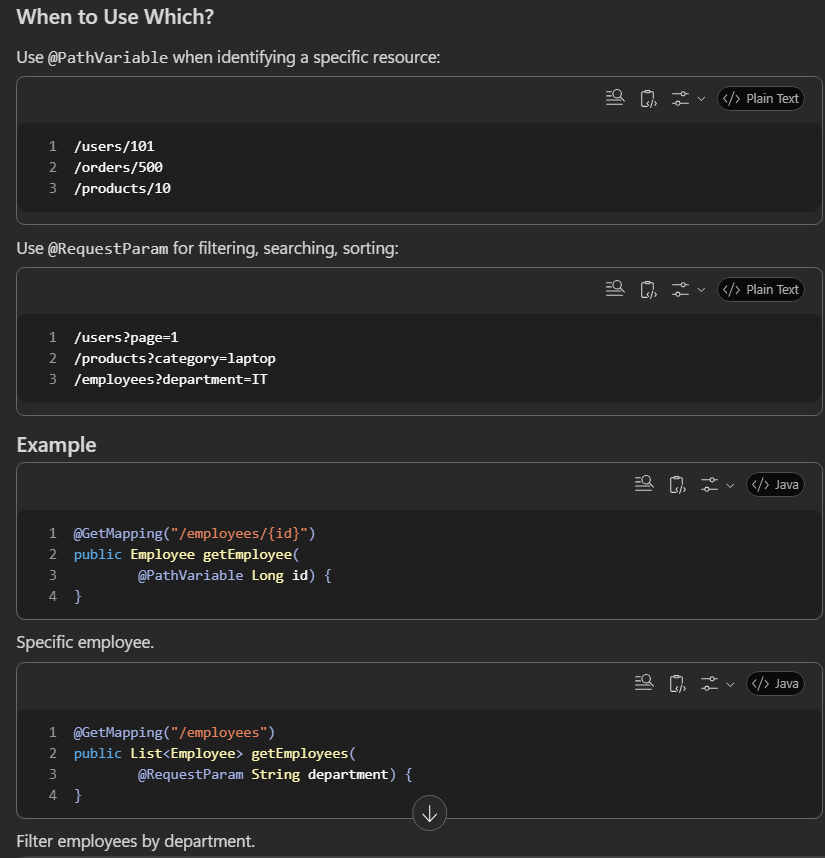 When to Use Which?
Use @PathVariable when identifying a specific resource:
</> Plain Text
1 /users/101
2 /orders/500
3 /products/10
Use @RequestParam for filtering, searching, sorting:
</> Plain Text
1 /users?page=1
2 /products?category=laptop
3 /employees?department=IT
Example
</> Java
1 @GetMapping("/employees/{id}")
2 public Employee getEmployee(
3         @PathVariable Long id) {
4 }
Specific employee.
</> Java
1 @GetMapping("/employees")
2 public List<Employee> getEmployees(
3         @RequestParam String department) {
4 }
Filter employees by department.